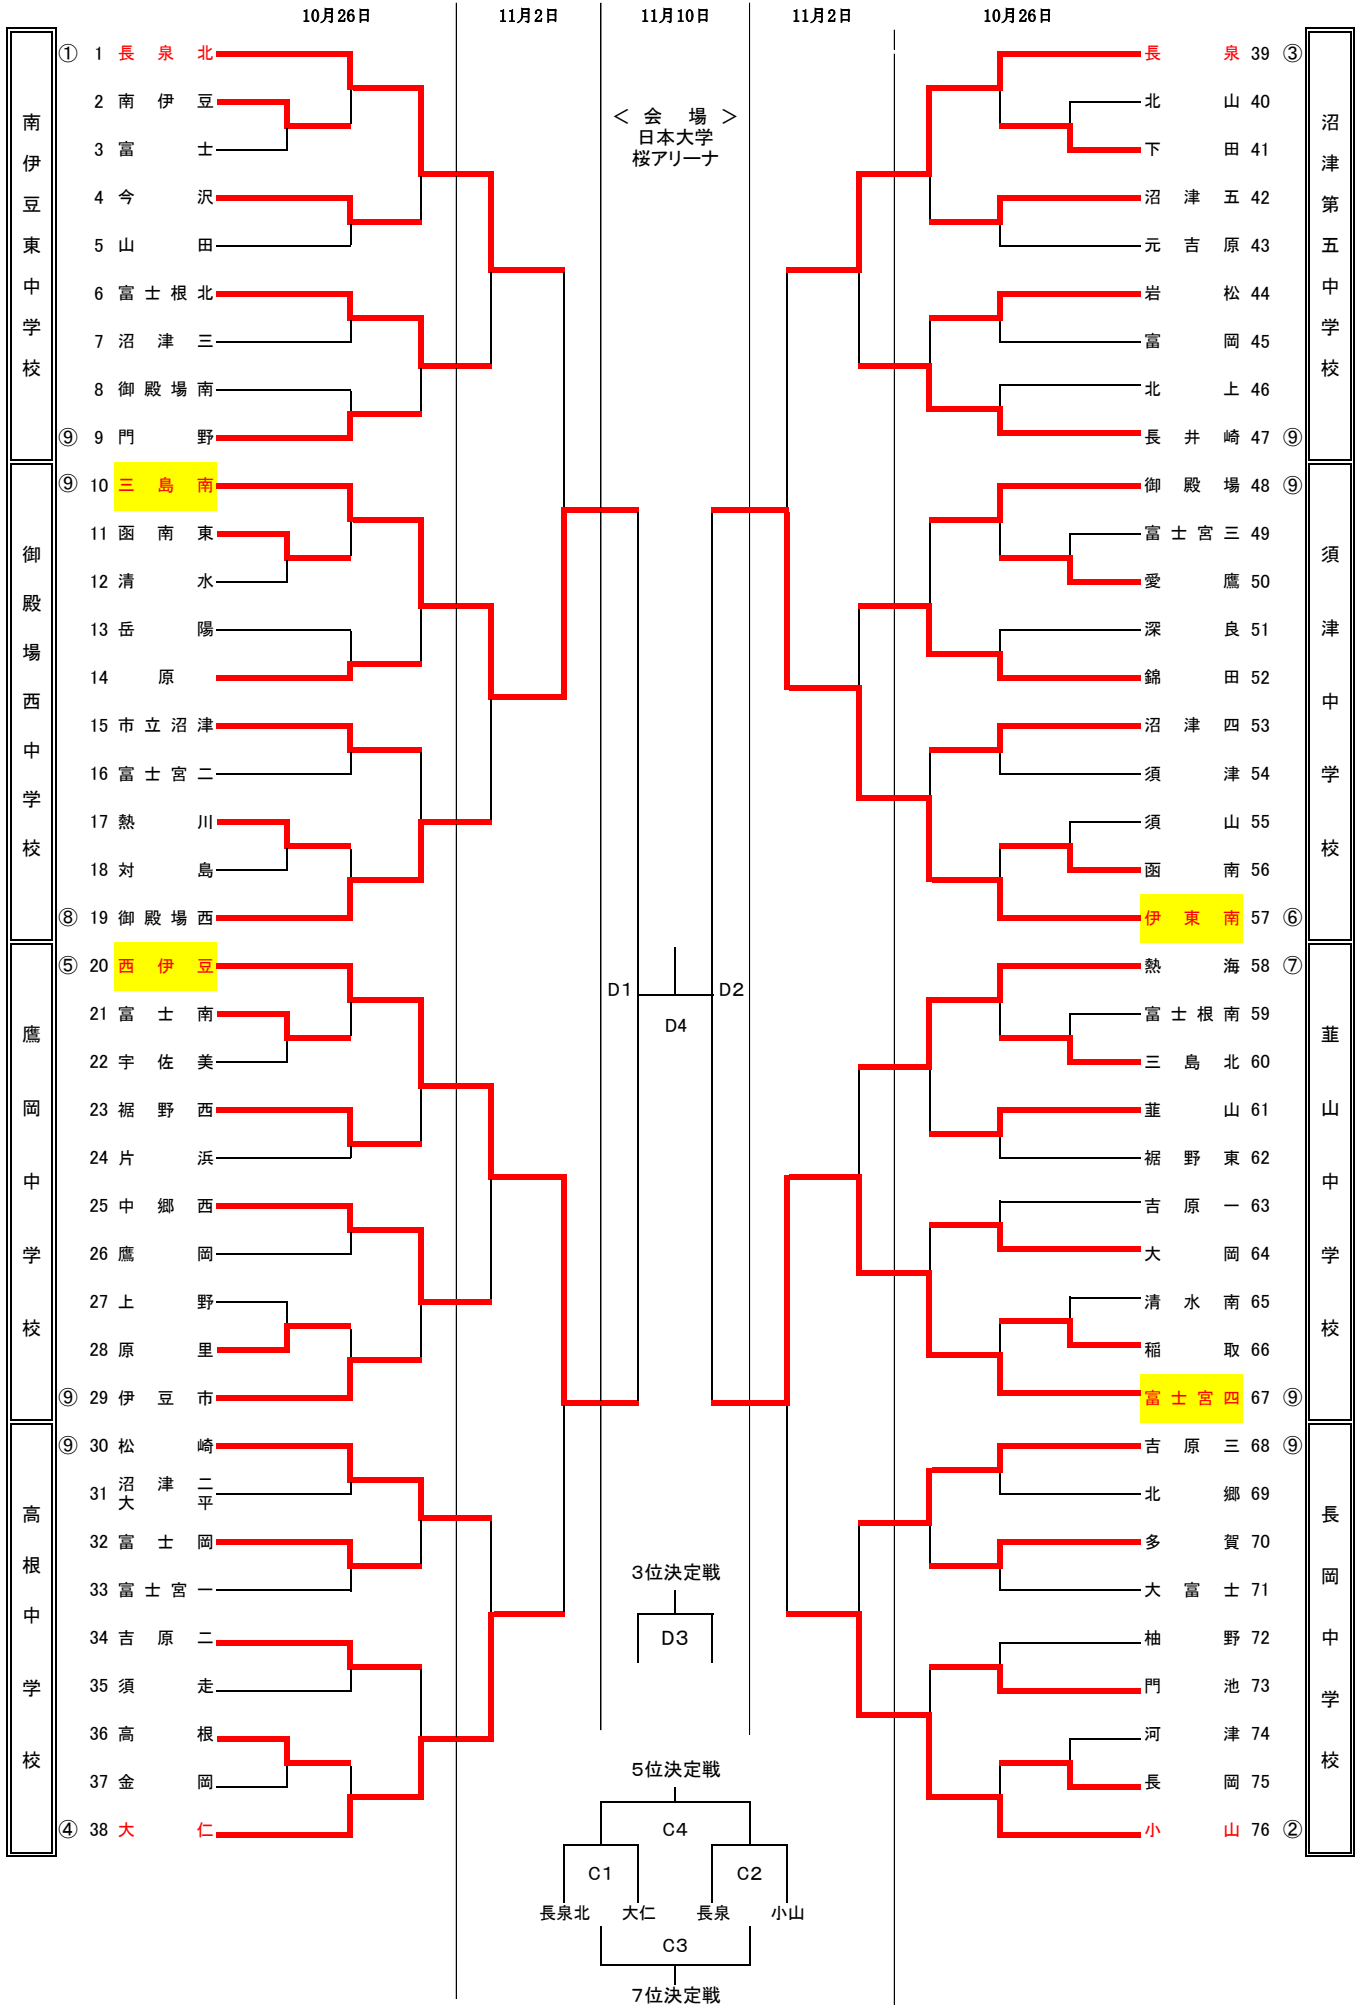 10月26日 11月2日 11月10日 11月2日 10月26日
＜ 会 場 ＞
日本大学
桜アリーナ
南伊豆東中学校
① 1 長泉北
2 南伊豆
3 富士
4 今沢
5 山田
6 富士根北
7 沼津三
8 御殿場南
⑨ 9 門野
御殿場西中学校
⑨ 10 三島南
11 函南東
12 清水
13 岳陽
14 原
15 市立沼津
16 富士宮二
17 熱川
18 対島
⑧ 19 御殿場西
鷹岡中学校
⑤ 20 西伊豆
21 富士南
22 宇佐美
23 裾野西
24 片浜
25 中郷西
26 鷹岡
27 上野
28 原里
⑨ 29 伊豆市
高根中学校
⑨ 30 松崎
31 沼津二
大平
32 富士岡
33 富士宮一
34 吉原二
35 須走
36 高根
37 金岡
④ 38 大仁
D1 D2
D4
3位決定戦
D3
5位決定戦
C4
C1 C2
長泉北 大仁 長泉 小山
C3
7位決定戦
沼津第五中学校
長泉 39 ③
北山 40
下田 41
沼津五 42
元吉原 43
岩松 44
富岡 45
北上 46
長井崎 47 ⑨
須津中学校
御殿場 48 ⑨
富士宮三 49
愛鷹 50
深良 51
錦田 52
沼津四 53
須津 54
須山 55
函南 56
伊東南 57 ⑥
韮山中学校
熱海 58 ⑦
富士根南 59
三島北 60
韮山 61
裾野東 62
吉原一 63
大岡 64
清水南 65
稲取 66
富士宮四 67 ⑨
長岡中学校
吉原三 68 ⑨
北郷 69
多賀 70
大富士 71
柚野 72
門池 73
河津 74
長岡 75
小山 76 ②